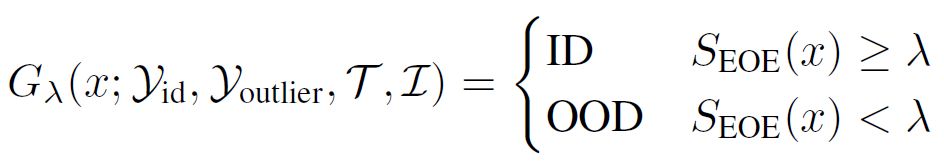 G_λ(x; 𝒴_id, 𝒴_outlier, 𝒯, ℐ) = { ID S_EOE(x) ≥ λ
OOD S_EOE(x) < λ